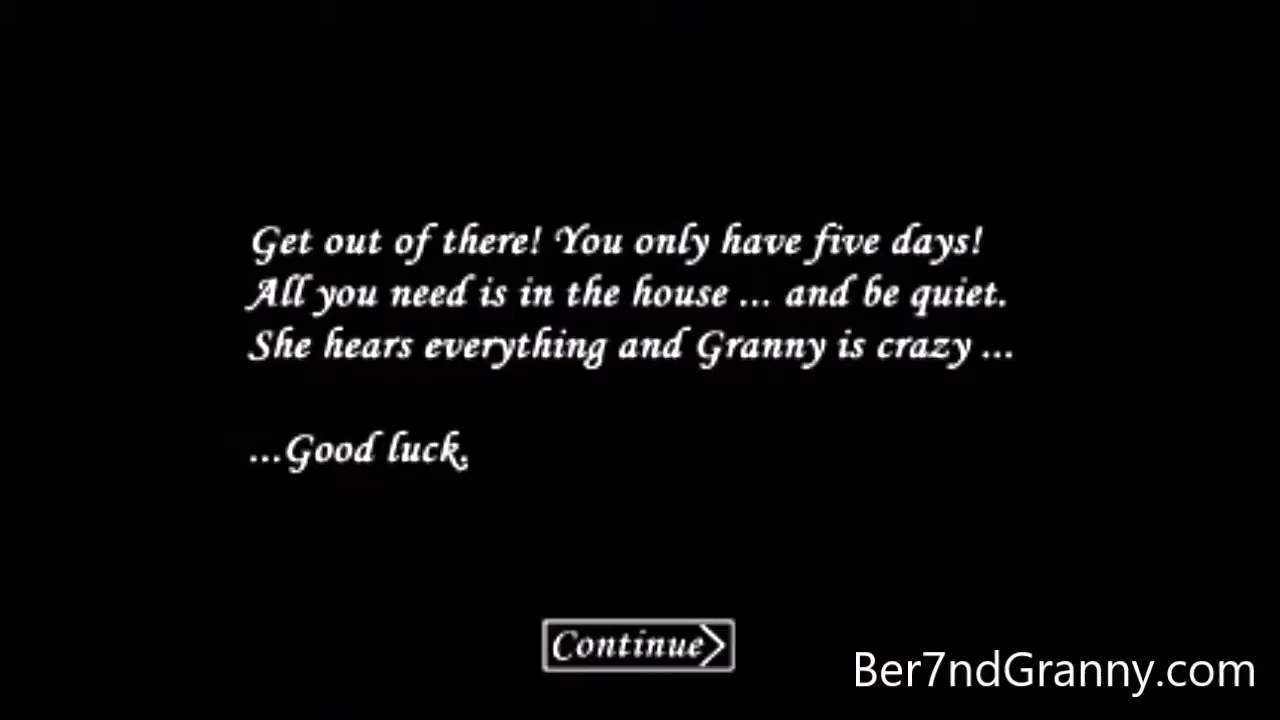 Get out of there! You only have five days!
All you need is in the house ... and be quiet.
She hears everything and Granny is crazy ...
...Good luck.
Continue>
Ber7ndGranny.com